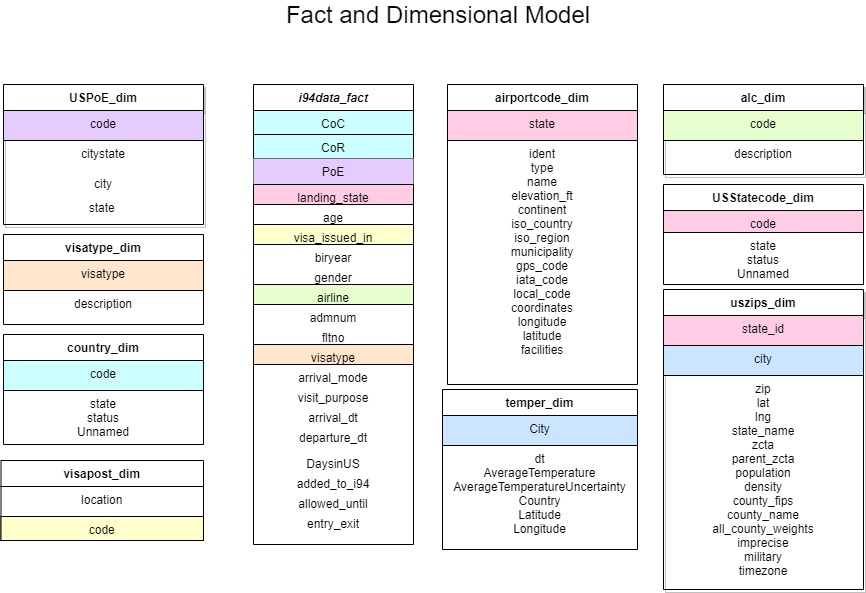 Fact and Dimensional Model
USPoE_dim
code
citystate
city
state
visatype_dim
visatype
description
country_dim
code
state
status
Unnamed
visapost_dim
location
code
i94data_fact
CoC
CoR
PoE
landing_state
age
visa_issued_in
biryear
gender
airline
admnum
fltno
visatype
arrival_mode
visit_purpose
arrival_dt
departure_dt
DaysinUS
added_to_i94
allowed_until
entry_exit
airportcode_dim
state
ident
type
name
elevation_ft
continent
iso_country
iso_region
municipality
gps_code
iata_code
local_code
coordinates
longitude
latitude
facilities
temper_dim
City
dt
AverageTemperature
AverageTemperatureUncertainty
Country
Latitude
Longitude
alc_dim
code
description
USStatecode_dim
code
state
status
Unnamed
uszips_dim
state_id
city
zip
lat
lng
state_name
zcta
parent_zcta
population
density
county_fips
county_name
all_county_weights
imprecise
military
timezone